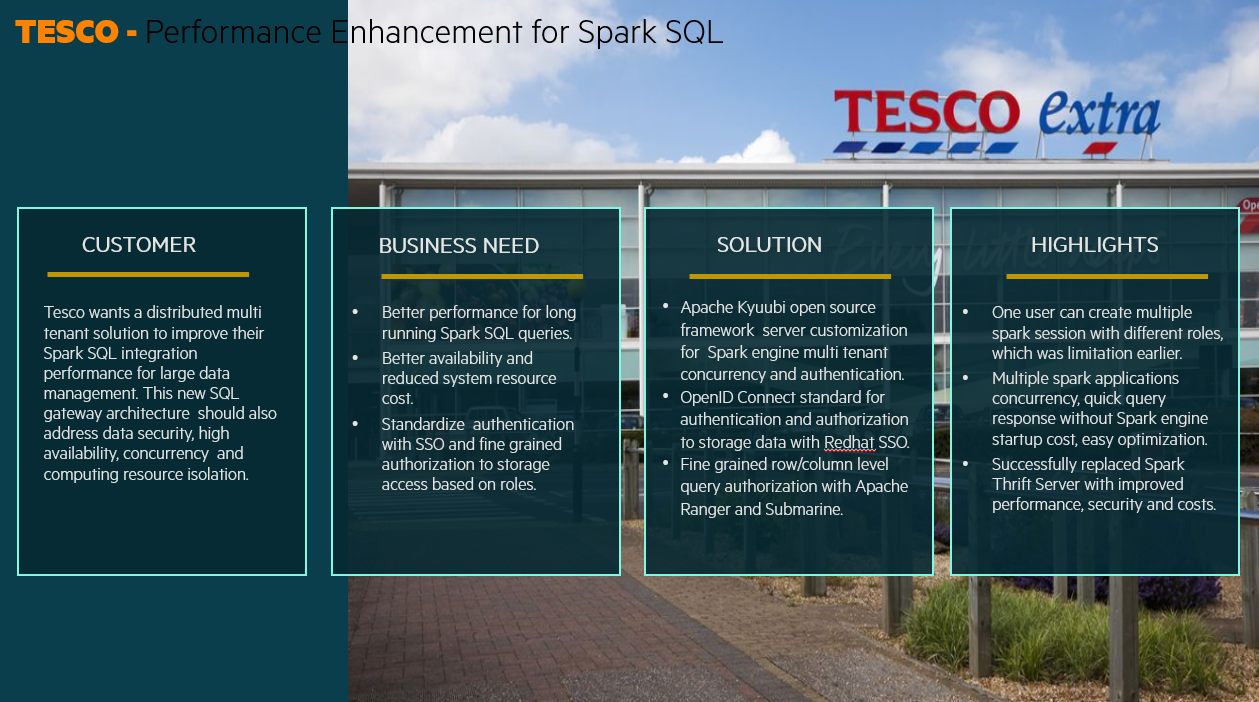 TESCO - Performance Enhancement for Spark SQL
TESCO extra
Ope
CUSTOMER
Tesco wants a distributed multi
tenant solution to improve their
Spark SQL integration
performance for large data
management. This new SQL
gateway architecture should also
address data security, high
availability, concurrency and
computing resource isolation.
BUSINESS NEED
• Better performance for long
running Spark SQL queries.
• Better availability and
reduced system resource
cost.
• Standardize authentication
with SSO and fine grained
authorization to storage
access based on roles.
SOLUTION
• Apache Kyuubi open source
framework server customization
for Spark engine multi tenant
concurrency and authentication.
• OpenID Connect standard for
authentication and authorization
to storage data with Redhat SSO.
• Fine grained row/column level
query authorization with Apache
Ranger and Submarine.
HIGHLIGHTS
• One user can create multiple
spark session with different roles,
which was limitation earlier.
• Multiple spark applications
concurrency, quick query
response without Spark engine
startup cost, easy optimization.
• Successfully replaced Spark
Thrift Server with improved
performance, security and costs.